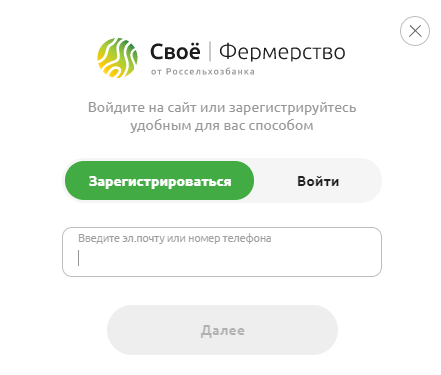 Своё | Фермерство
от Россельхозбанка
Войдите на сайт или зарегистрируйтесь
удобным для вас способом
Зарегистрироваться
Войти
Введите эл.почту или номер телефона
Далее